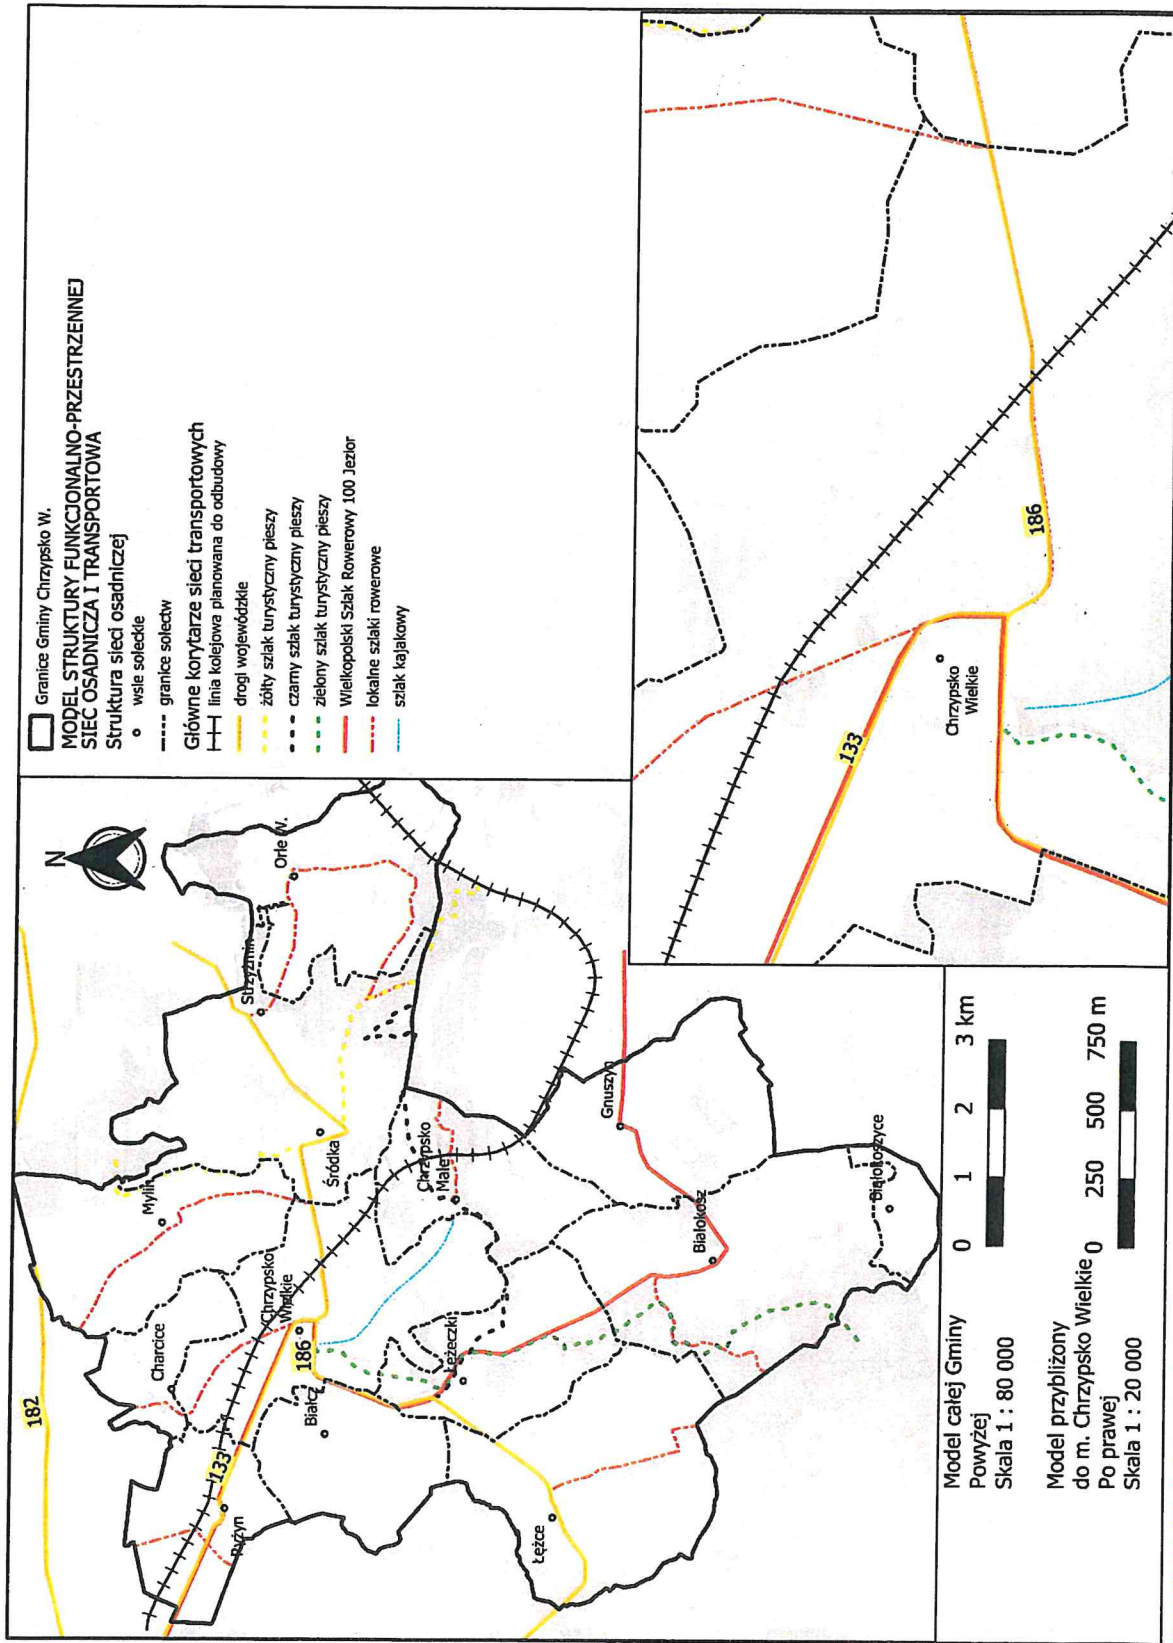 Granice Gminy Chrzypsko W.
MODEL STRUKTURY FUNKCJONALNO-PRZESTRZENNEJ
SIEĆ OSADNICZA I TRANSPORTOWA
Struktura sieci osadniczej
wsie sołeckie
granice sołectw
Główne korytarze sieci transportowych
linia kolejowa planowana do odbudowy
drogi wojewódzkie
żółty szlak turystyczny pieszy
czarny szlak turystyczny pieszy
zielony szlak turystyczny pieszy
Wielkopolski Szlak Rowerowy 100 Jezior
lokalne szlaki rowerowe
szlak kajakowy
N
182
Mylin
Charcice
Strzyżmin
Orle W.
Śródka
133
Ryżyn
Chrzypsko
Wielkie
186
Białcz
Chrzypsko
Małe
Łężeczki
Łężce
Gnuszyn
Białokosz
Białokoszyce
133
Chrzypsko
Wielkie
186
Model całej Gminy
Powyżej
Skala 1 : 80 000
0 1 2 3 km
Model przybliżony
do m. Chrzypsko Wielkie
Po prawej
Skala 1 : 20 000
0 250 500 750 m